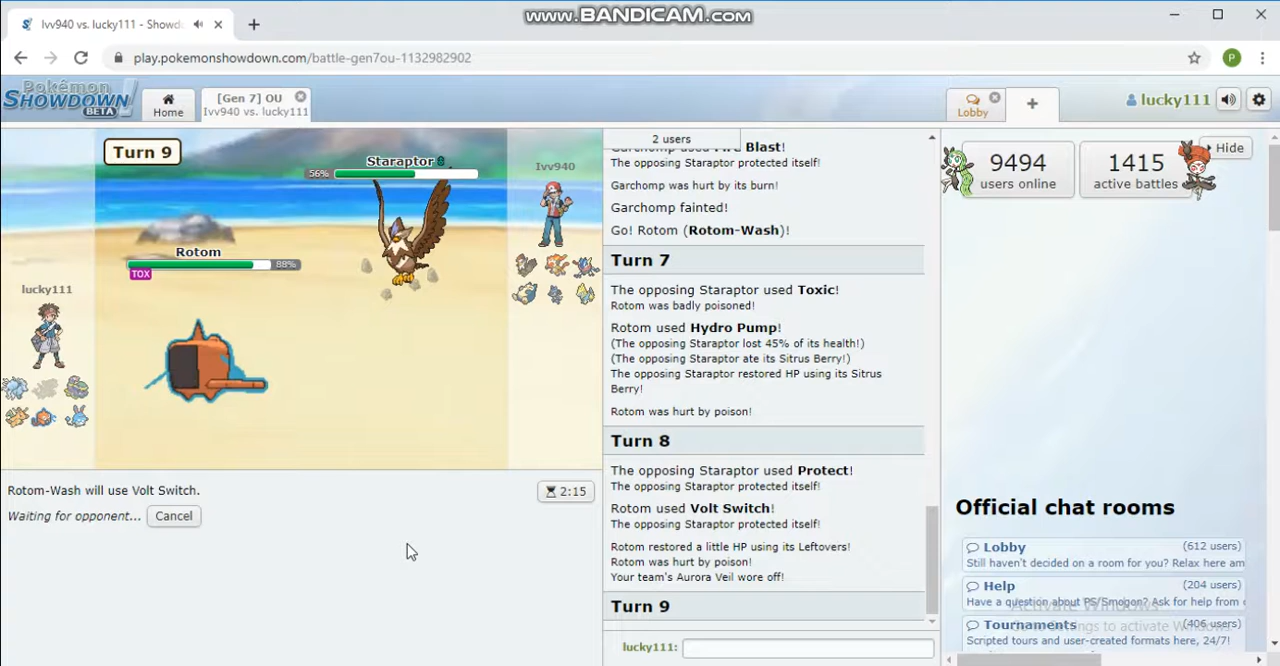 www.BANDICAM.com
lvv940 vs. lucky111 - Showd
play.pokemonshowdown.com/battle-gen7ou-1132982902
P
Pokémon
SHOWDOWN
BETA
Home
[Gen 7] OU
lvv940 vs. lucky111
Lobby
+
lucky111
Turn 9
Staraptor
56%
lvv940
Rotom
88%
TOX
lucky111
Rotom-Wash will use Volt Switch.
2:15
Waiting for opponent...
Cancel
2 users
Garchomp used Fire Blast!
The opposing Staraptor protected itself!
Garchomp was hurt by its burn!
Garchomp fainted!
Go! Rotom (Rotom-Wash)!
Turn 7
The opposing Staraptor used Toxic!
Rotom was badly poisoned!
Rotom used Hydro Pump!
(The opposing Staraptor lost 45% of its health!)
(The opposing Staraptor ate its Sitrus Berry!)
The opposing Staraptor restored HP using its Sitrus
Berry!
Rotom was hurt by poison!
Turn 8
The opposing Staraptor used Protect!
The opposing Staraptor protected itself!
Rotom used Volt Switch!
The opposing Staraptor protected itself!
Rotom restored a little HP using its Leftovers!
Rotom was hurt by poison!
Your team's Aurora Veil wore off!
Turn 9
lucky111:
9494
users online
1415
active battles
Hide
Official chat rooms
Lobby
(612 users)
Still haven't decided on a room for you? Relax here am
Help
(204 users)
Have a question about PS/Smogon? Ask for help from
Tournaments
(406 users)
Scripted tours and user-created formats here, 24/7!
Activate Windows
Settings to activate Windows.